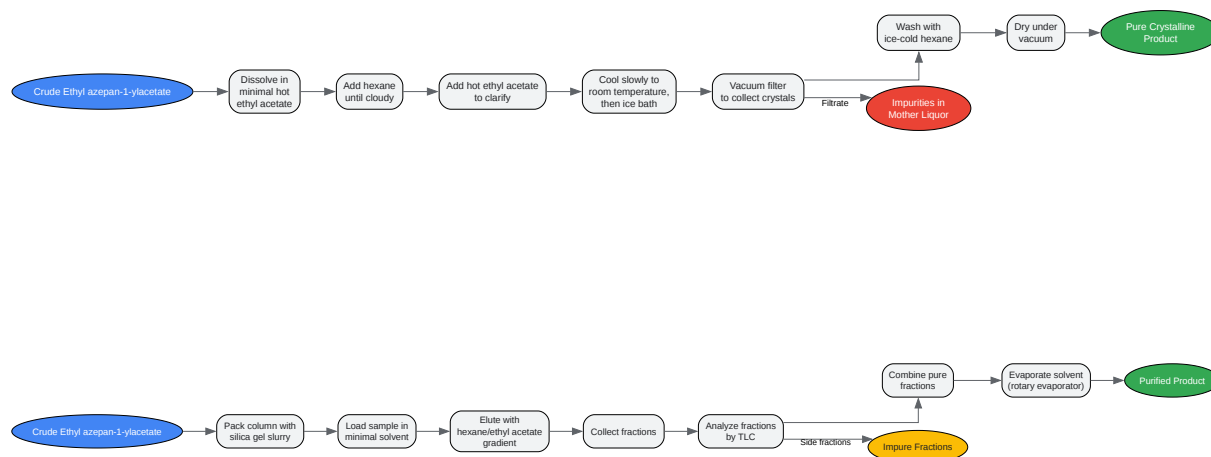 Crude Ethyl azepan-1-ylacetate
Dissolve in
minimal hot
ethyl acetate
Add hexane
until cloudy
Add hot ethyl acetate
to clarify
Cool slowly to
room temperature,
then ice bath
Vacuum filter
to collect crystals
Wash with
ice-cold hexane
Dry under
vacuum
Pure Crystalline
Product
Filtrate
Impurities in
Mother Liquor
Crude Ethyl azepan-1-ylacetate
Pack column with
silica gel slurry
Load sample in
minimal solvent
Elute with
hexane/ethyl acetate
gradient
Collect fractions
Analyze fractions
by TLC
Combine pure
fractions
Evaporate solvent
(rotary evaporator)
Purified Product
Side fractions
Impure Fractions